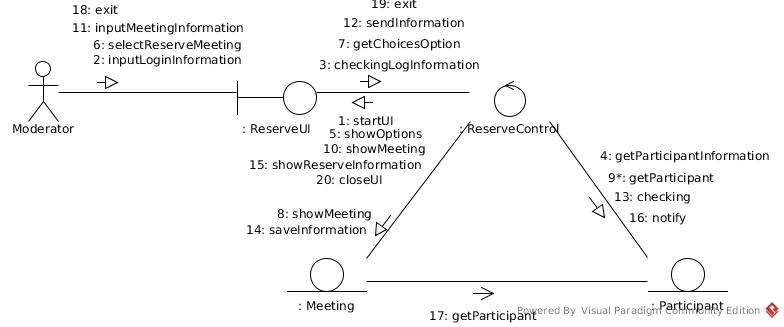 18: exit
11: inputMeetingInformation
6: selectReserveMeeting
2: inputLoginInformation
19: exit
12: sendInformation
7: getChoicesOption
3: checkingLogInformation
Moderator
: ReserveUI
1: startUI
5: showOptions
10: showMeeting
15: showReserveInformation
20: closeUI
: ReserveControl
4: getParticipantInformation
9*: getParticipant
13: checking
16: notify
8: showMeeting
14: saveInformation
: Meeting
17: getParticipant
: Participant
Powered By Visual Paradigm Community Edition